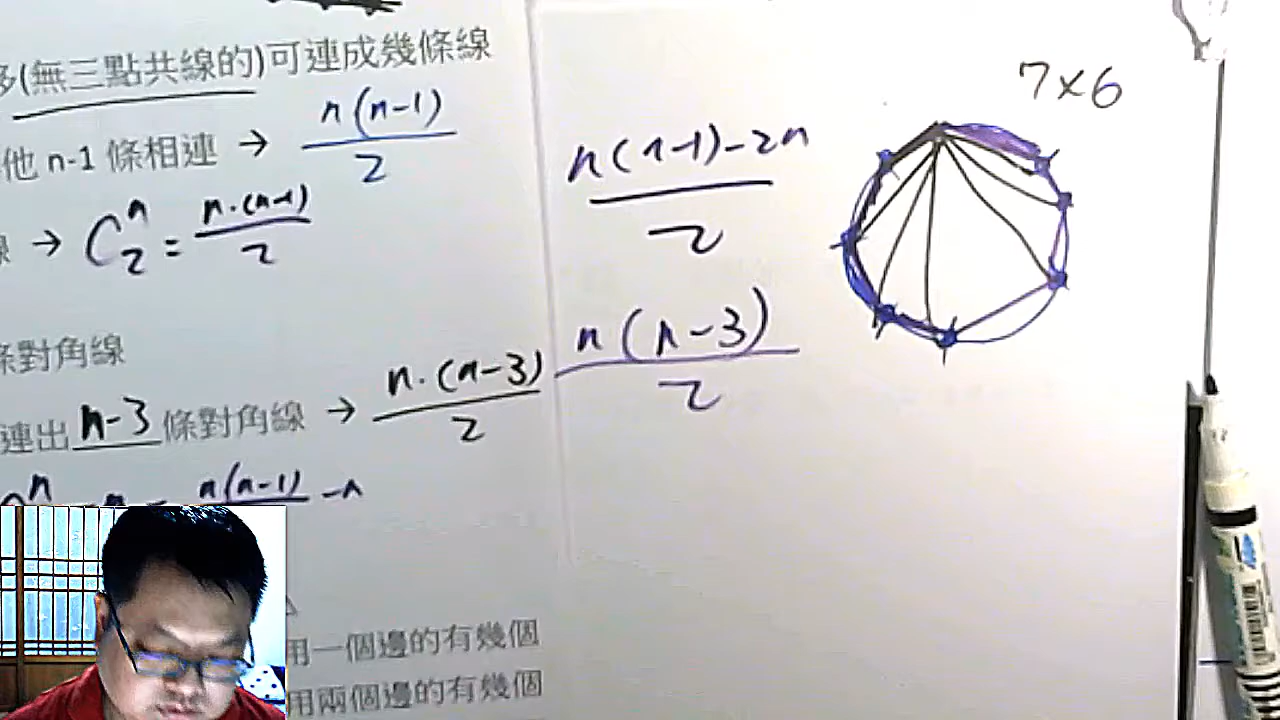 多(無三點共線的)可連成幾條線
他 n-1 條相連 → n(n-1)/2
線 → C n 2 = n·(n-1)/2
條對角線
連出 n-3 條對角線 → n·(n-3)/2
n(n-1) -n
用一個邊的有幾個
用兩個邊的有幾個
n(n-1)-2n
2
n(n-3)
2
7×6